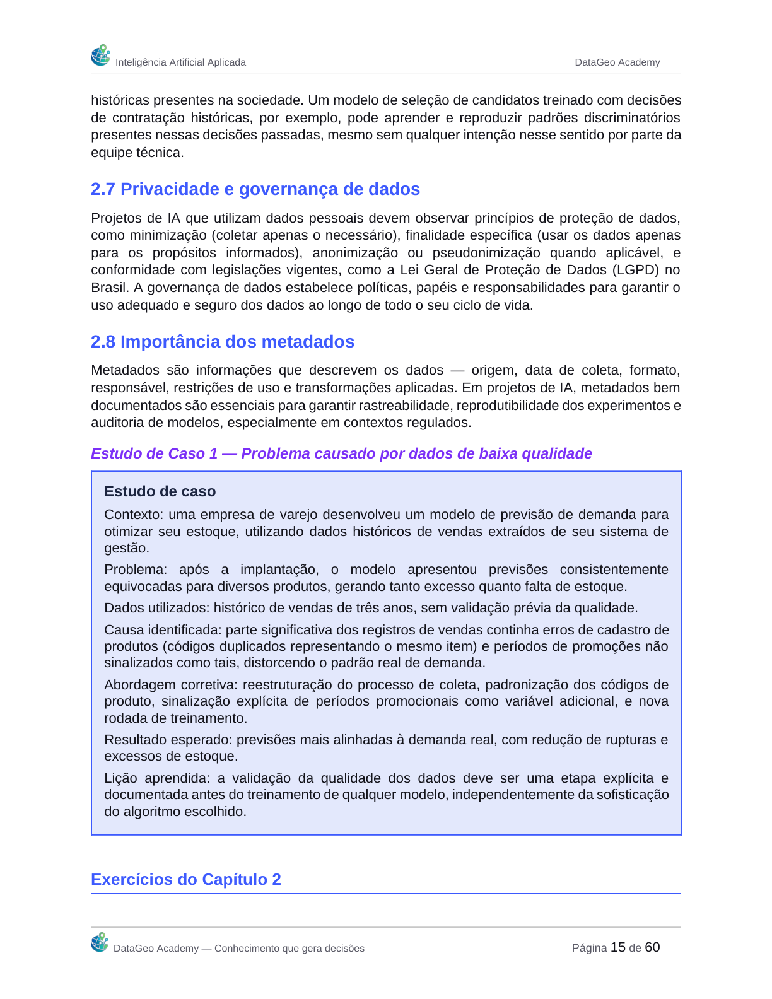 Inteligência Artificial Aplicada DataGeo Academy
históricas presentes na sociedade. Um modelo de seleção de candidatos treinado com decisões
de contratação históricas, por exemplo, pode aprender e reproduzir padrões discriminatórios
presentes nessas decisões passadas, mesmo sem qualquer intenção nesse sentido por parte da
equipe técnica.
2.7 Privacidade e governança de dados
Projetos de IA que utilizam dados pessoais devem observar princípios de proteção de dados,
como minimização (coletar apenas o necessário), finalidade específica (usar os dados apenas
para os propósitos informados), anonimização ou pseudonimização quando aplicável, e
conformidade com legislações vigentes, como a Lei Geral de Proteção de Dados (LGPD) no
Brasil. A governança de dados estabelece políticas, papéis e responsabilidades para garantir o
uso adequado e seguro dos dados ao longo de todo o seu ciclo de vida.
2.8 Importância dos metadados
Metadados são informações que descrevem os dados — origem, data de coleta, formato,
responsável, restrições de uso e transformações aplicadas. Em projetos de IA, metadados bem
documentados são essenciais para garantir rastreabilidade, reprodutibilidade dos experimentos e
auditoria de modelos, especialmente em contextos regulados.
Estudo de Caso 1 — Problema causado por dados de baixa qualidade
Estudo de caso
Contexto: uma empresa de varejo desenvolveu um modelo de previsão de demanda para
otimizar seu estoque, utilizando dados históricos de vendas extraídos de seu sistema de
gestão.
Problema: após a implantação, o modelo apresentou previsões consistentemente
equivocadas para diversos produtos, gerando tanto excesso quanto falta de estoque.
Dados utilizados: histórico de vendas de três anos, sem validação prévia da qualidade.
Causa identificada: parte significativa dos registros de vendas continha erros de cadastro de
produtos (códigos duplicados representando o mesmo item) e períodos de promoções não
sinalizados como tais, distorcendo o padrão real de demanda.
Abordagem corretiva: reestruturação do processo de coleta, padronização dos códigos de
produto, sinalização explícita de períodos promocionais como variável adicional, e nova
rodada de treinamento.
Resultado esperado: previsões mais alinhadas à demanda real, com redução de rupturas e
excessos de estoque.
Lição aprendida: a validação da qualidade dos dados deve ser uma etapa explícita e
documentada antes do treinamento de qualquer modelo, independentemente da sofisticação
do algoritmo escolhido.
Exercícios do Capítulo 2
DataGeo Academy — Conhecimento que gera decisões Página 15 de 60